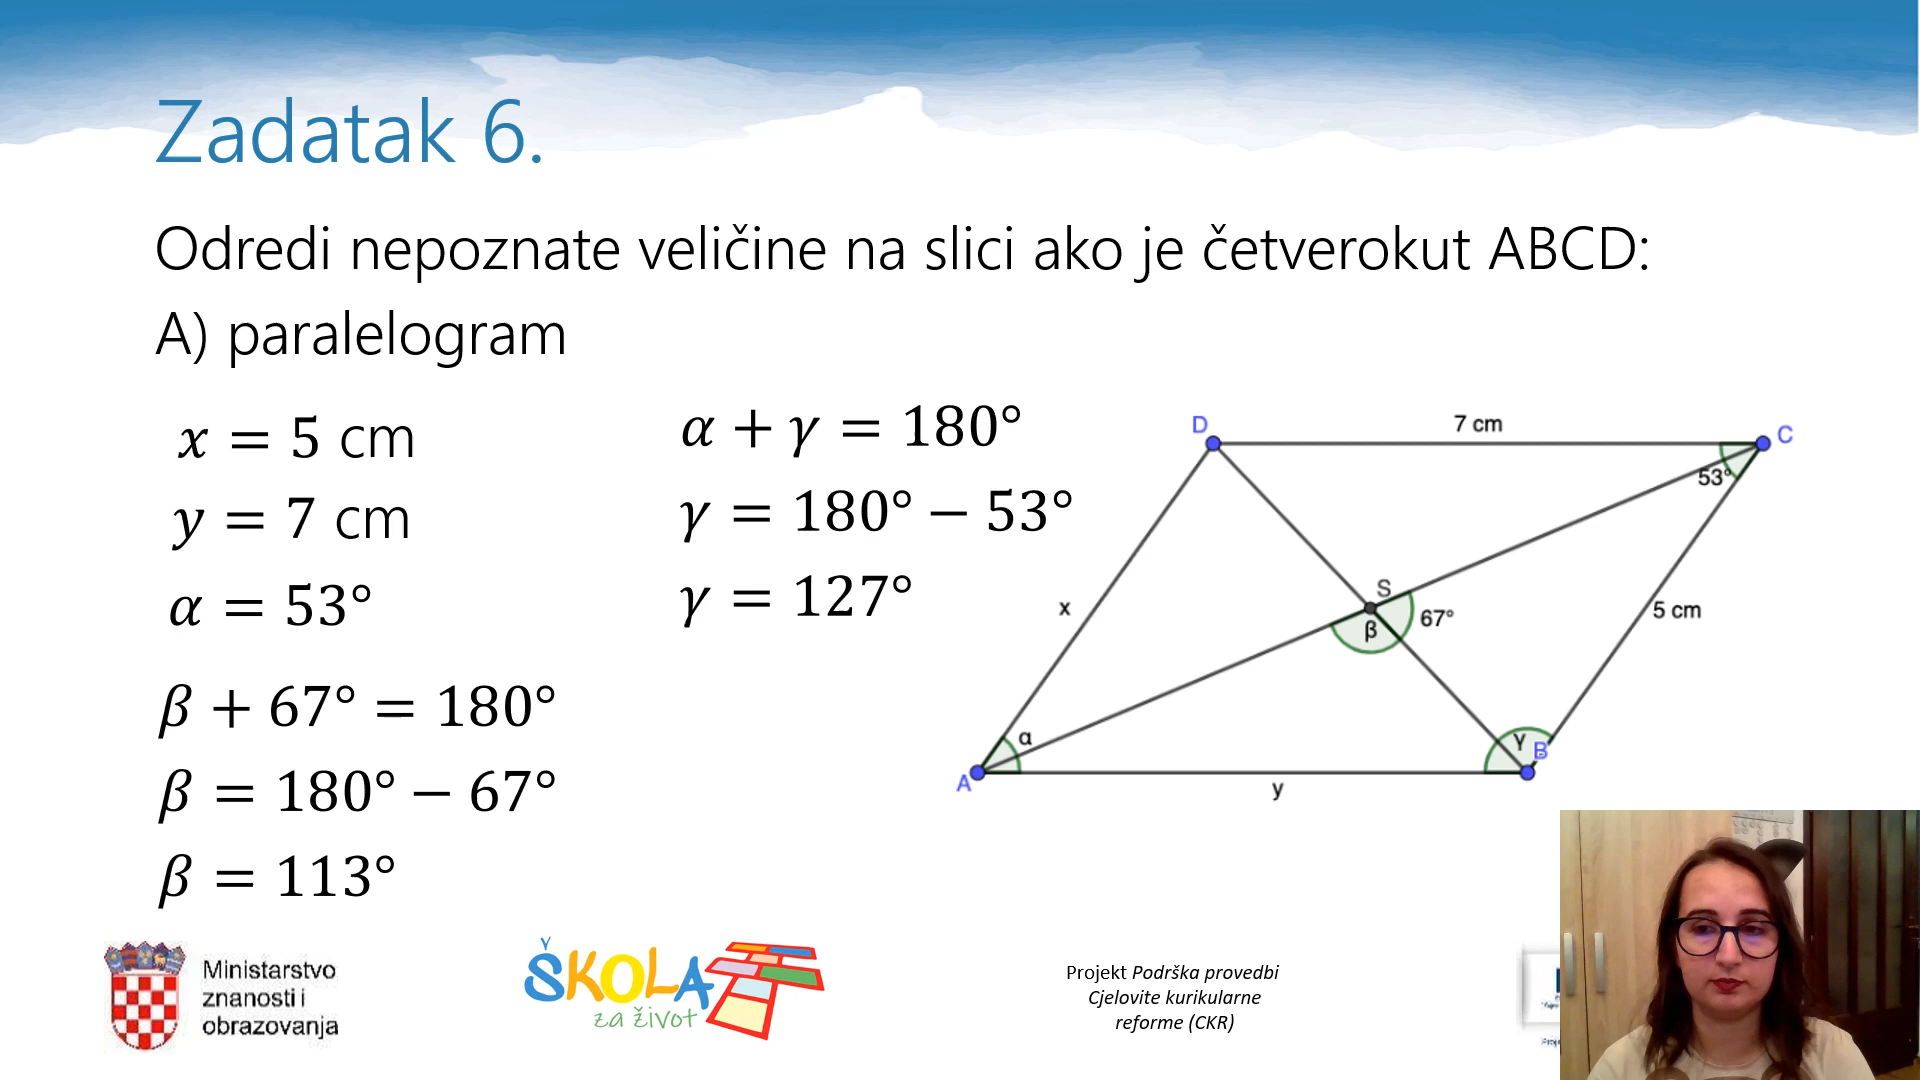 Zadatak 6.
Odredi nepoznate veličine na slici ako je četverokut ABCD:
A) paralelogram
x = 5 cm
y = 7 cm
α = 53°
β + 67° = 180°
β = 180° − 67°
β = 113°
α + γ = 180°
γ = 180° − 53°
γ = 127°
D
7 cm
C
53°
x
S
67°
β
5 cm
α
γ
B
A
y
Ministarstvo
znanosti i
obrazovanja
ŠKOLA
za život
Projekt Podrška provedbi
Cjelovite kurikularne
reforme (CKR)